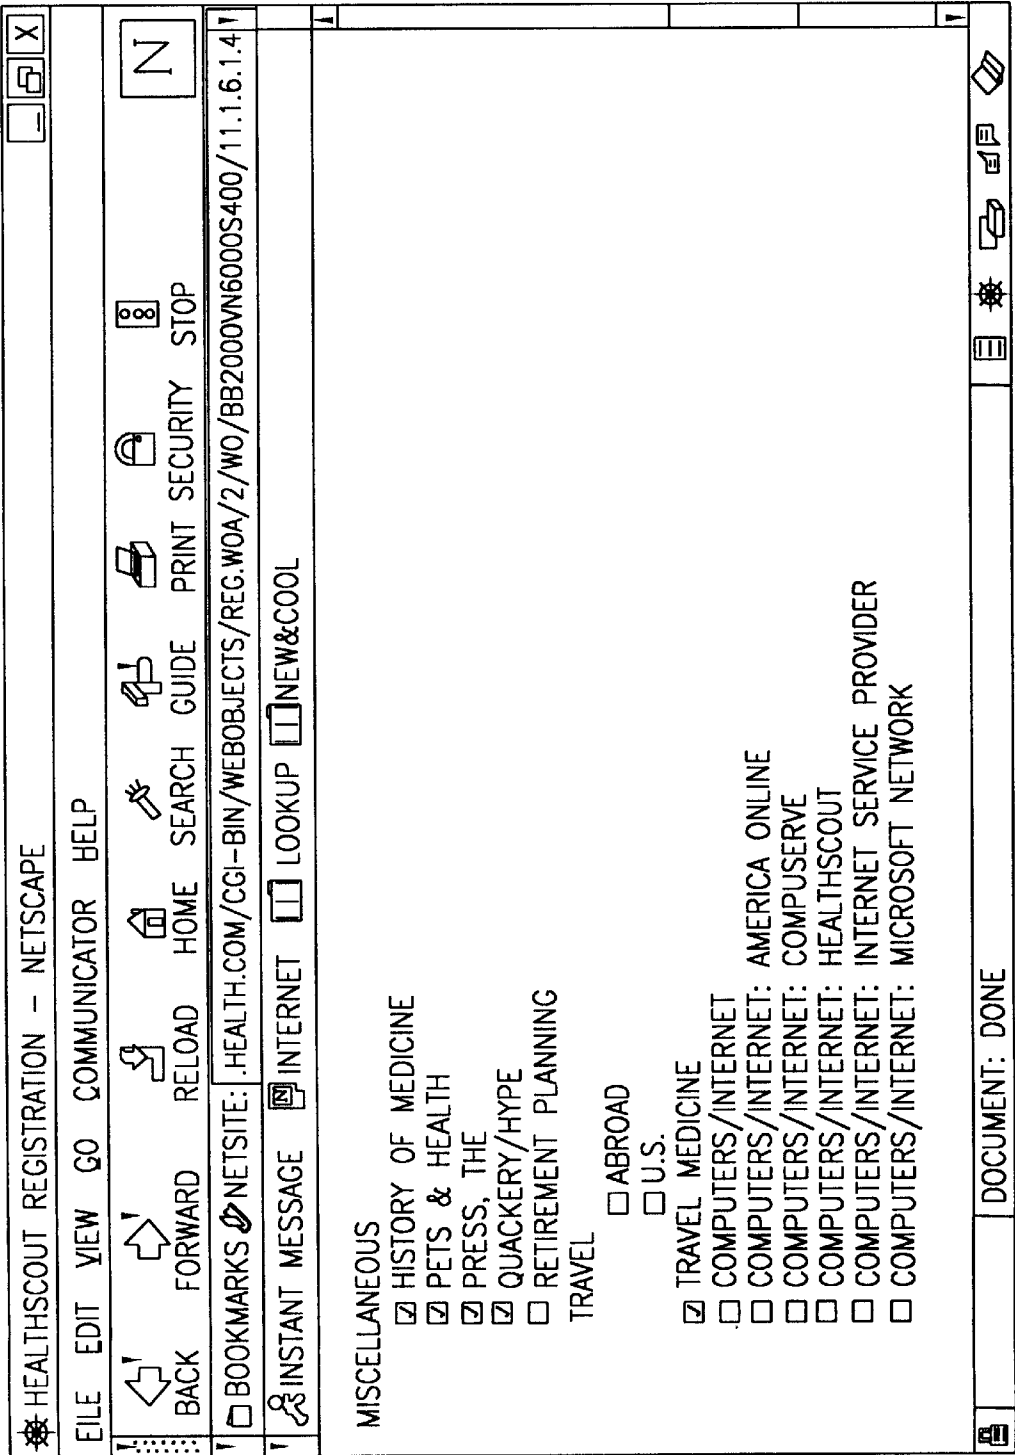 HEALTHSCOUT REGISTRATION – NETSCAPE
X
EILE EDIT VIEW GO COMMUNICATOR HELP
BACK FORWARD RELOAD HOME SEARCH GUIDE PRINT SECURITY STOP
N
BOOKMARKS NETSITE: .HEALTH.COM/CGI-BIN/WEBOBJECTS/REG.WOA/2/WO/BB2000VN6000S400/11.1.6.1.4
INSTANT MESSAGE N INTERNET LOOKUP NEW&COOL
MISCELLANEOUS
HISTORY OF MEDICINE
PETS & HEALTH
PRESS, THE
QUACKERY/HYPE
RETIREMENT PLANNING
TRAVEL
ABROAD
U.S.
TRAVEL MEDICINE
COMPUTERS/INTERNET
COMPUTERS/INTERNET: AMERICA ONLINE
COMPUTERS/INTERNET: COMPUSERVE
COMPUTERS/INTERNET: HEALTHSCOUT
COMPUTERS/INTERNET: INTERNET SERVICE PROVIDER
COMPUTERS/INTERNET: MICROSOFT NETWORK
DOCUMENT: DONE